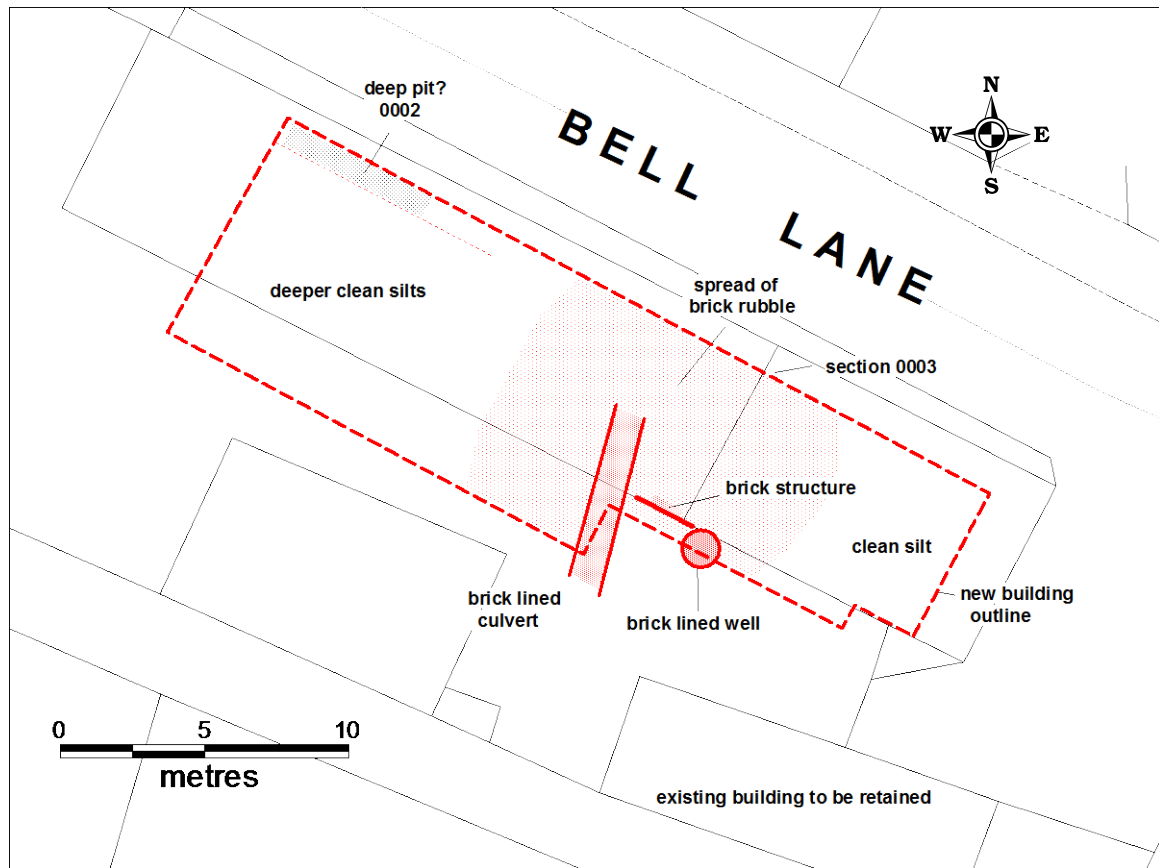 deep pit?
0002
BELL LANE
N
W E
S
spread of
brick rubble
deeper clean silts
section 0003
brick structure
clean silt
new building
outline
brick lined
culvert
brick lined well
0 5 10
metres
existing building to be retained